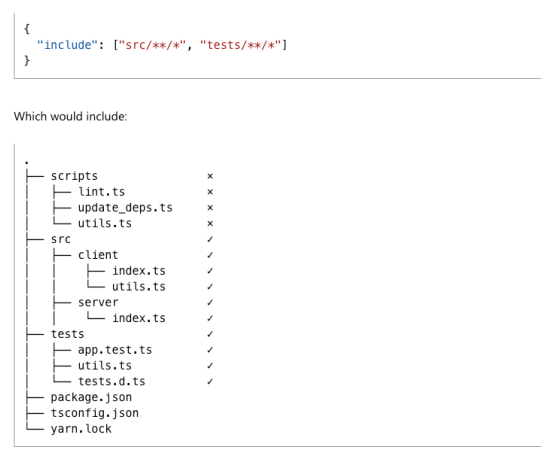 {
  "include": ["src/**/*", "tests/**/*"]
}
Which would include:
.
├── scripts                ⨯
│   ├── lint.ts            ⨯
│   ├── update_deps.ts     ⨯
│   └── utils.ts           ⨯
├── src                    ✓
│   ├── client             ✓
│   │    ├── index.ts      ✓
│   │    └── utils.ts      ✓
│   ├── server             ✓
│   │    └── index.ts      ✓
├── tests                  ✓
│   ├── app.test.ts        ✓
│   ├── utils.ts           ✓
│   └── tests.d.ts         ✓
├── package.json
├── tsconfig.json
└── yarn.lock